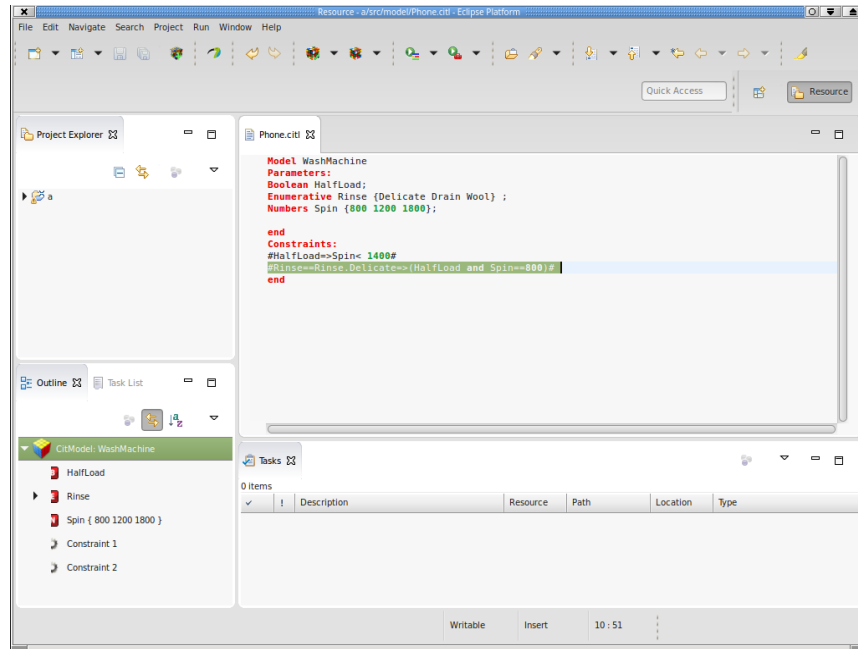 Resource - a/src/model/Phone.citl - Eclipse Platform
File Edit Navigate Search Project Run Window Help
Quick Access
Resource
Project Explorer
a
Phone.citl
Model WashMachine
Parameters:
Boolean HalfLoad;
Enumerative Rinse {Delicate Drain Wool} ;
Numbers Spin {800 1200 1800};
end
Constraints:
#HalfLoad=>Spin< 1400#
#Rinse==Rinse.Delicate=>(HalfLoad and Spin==800)#
end
Outline Task List
CitModel: WashMachine
HalfLoad
Rinse
Spin { 800 1200 1800 }
Constraint 1
Constraint 2
Tasks
0 items
! Description Resource Path Location Type
Writable Insert 10 : 51